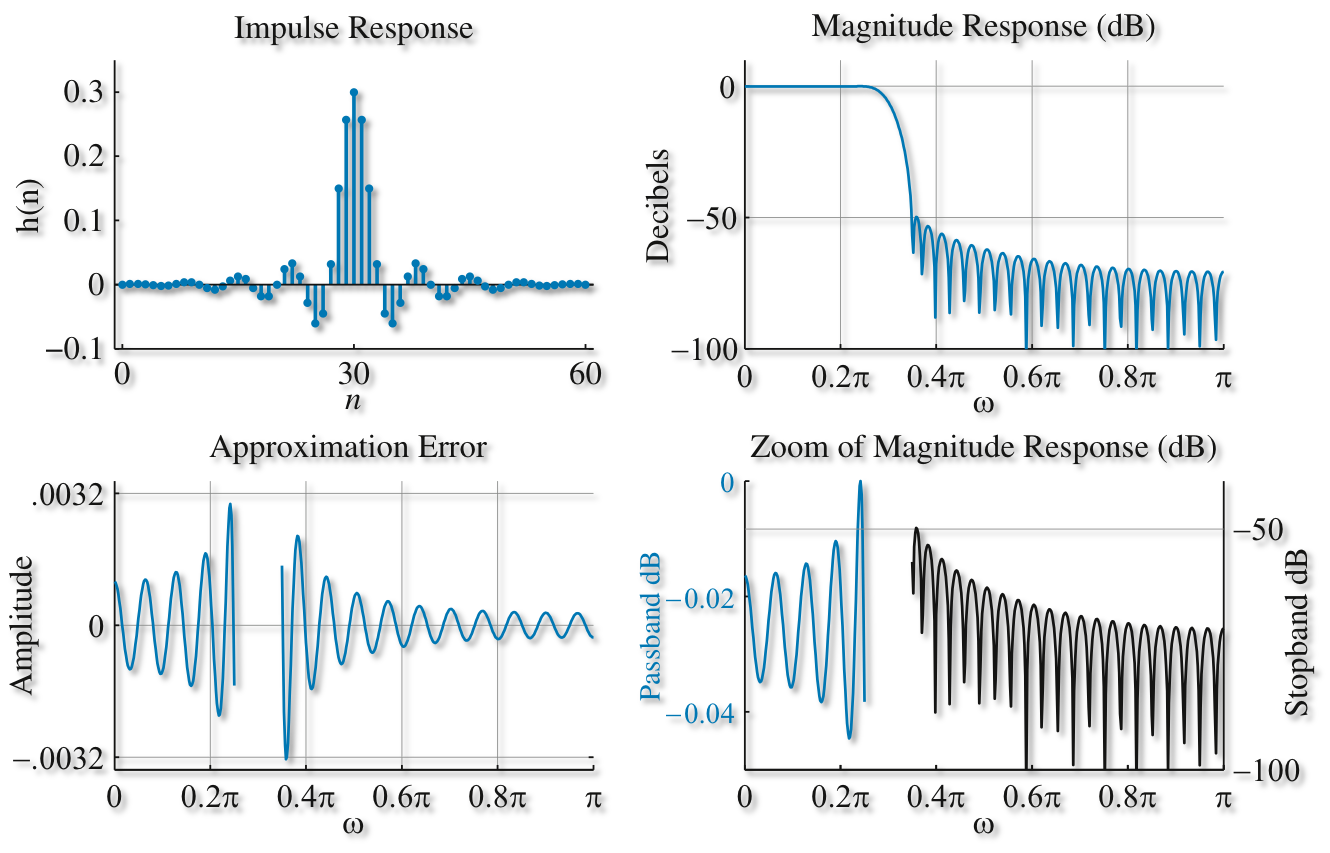 Impulse Response
h(n)
0.3
0.2
0.1
0
−0.1
0 30 60
n
Magnitude Response (dB)
Decibels
0
−50
−100
0 0.2π 0.4π 0.6π 0.8π π
ω
Approximation Error
Amplitude
.0032
0
−.0032
0 0.2π 0.4π 0.6π 0.8π π
ω
Zoom of Magnitude Response (dB)
Passband dB
0
−0.02
−0.04
−50
−100
Stopband dB
0 0.2π 0.4π 0.6π 0.8π π
ω